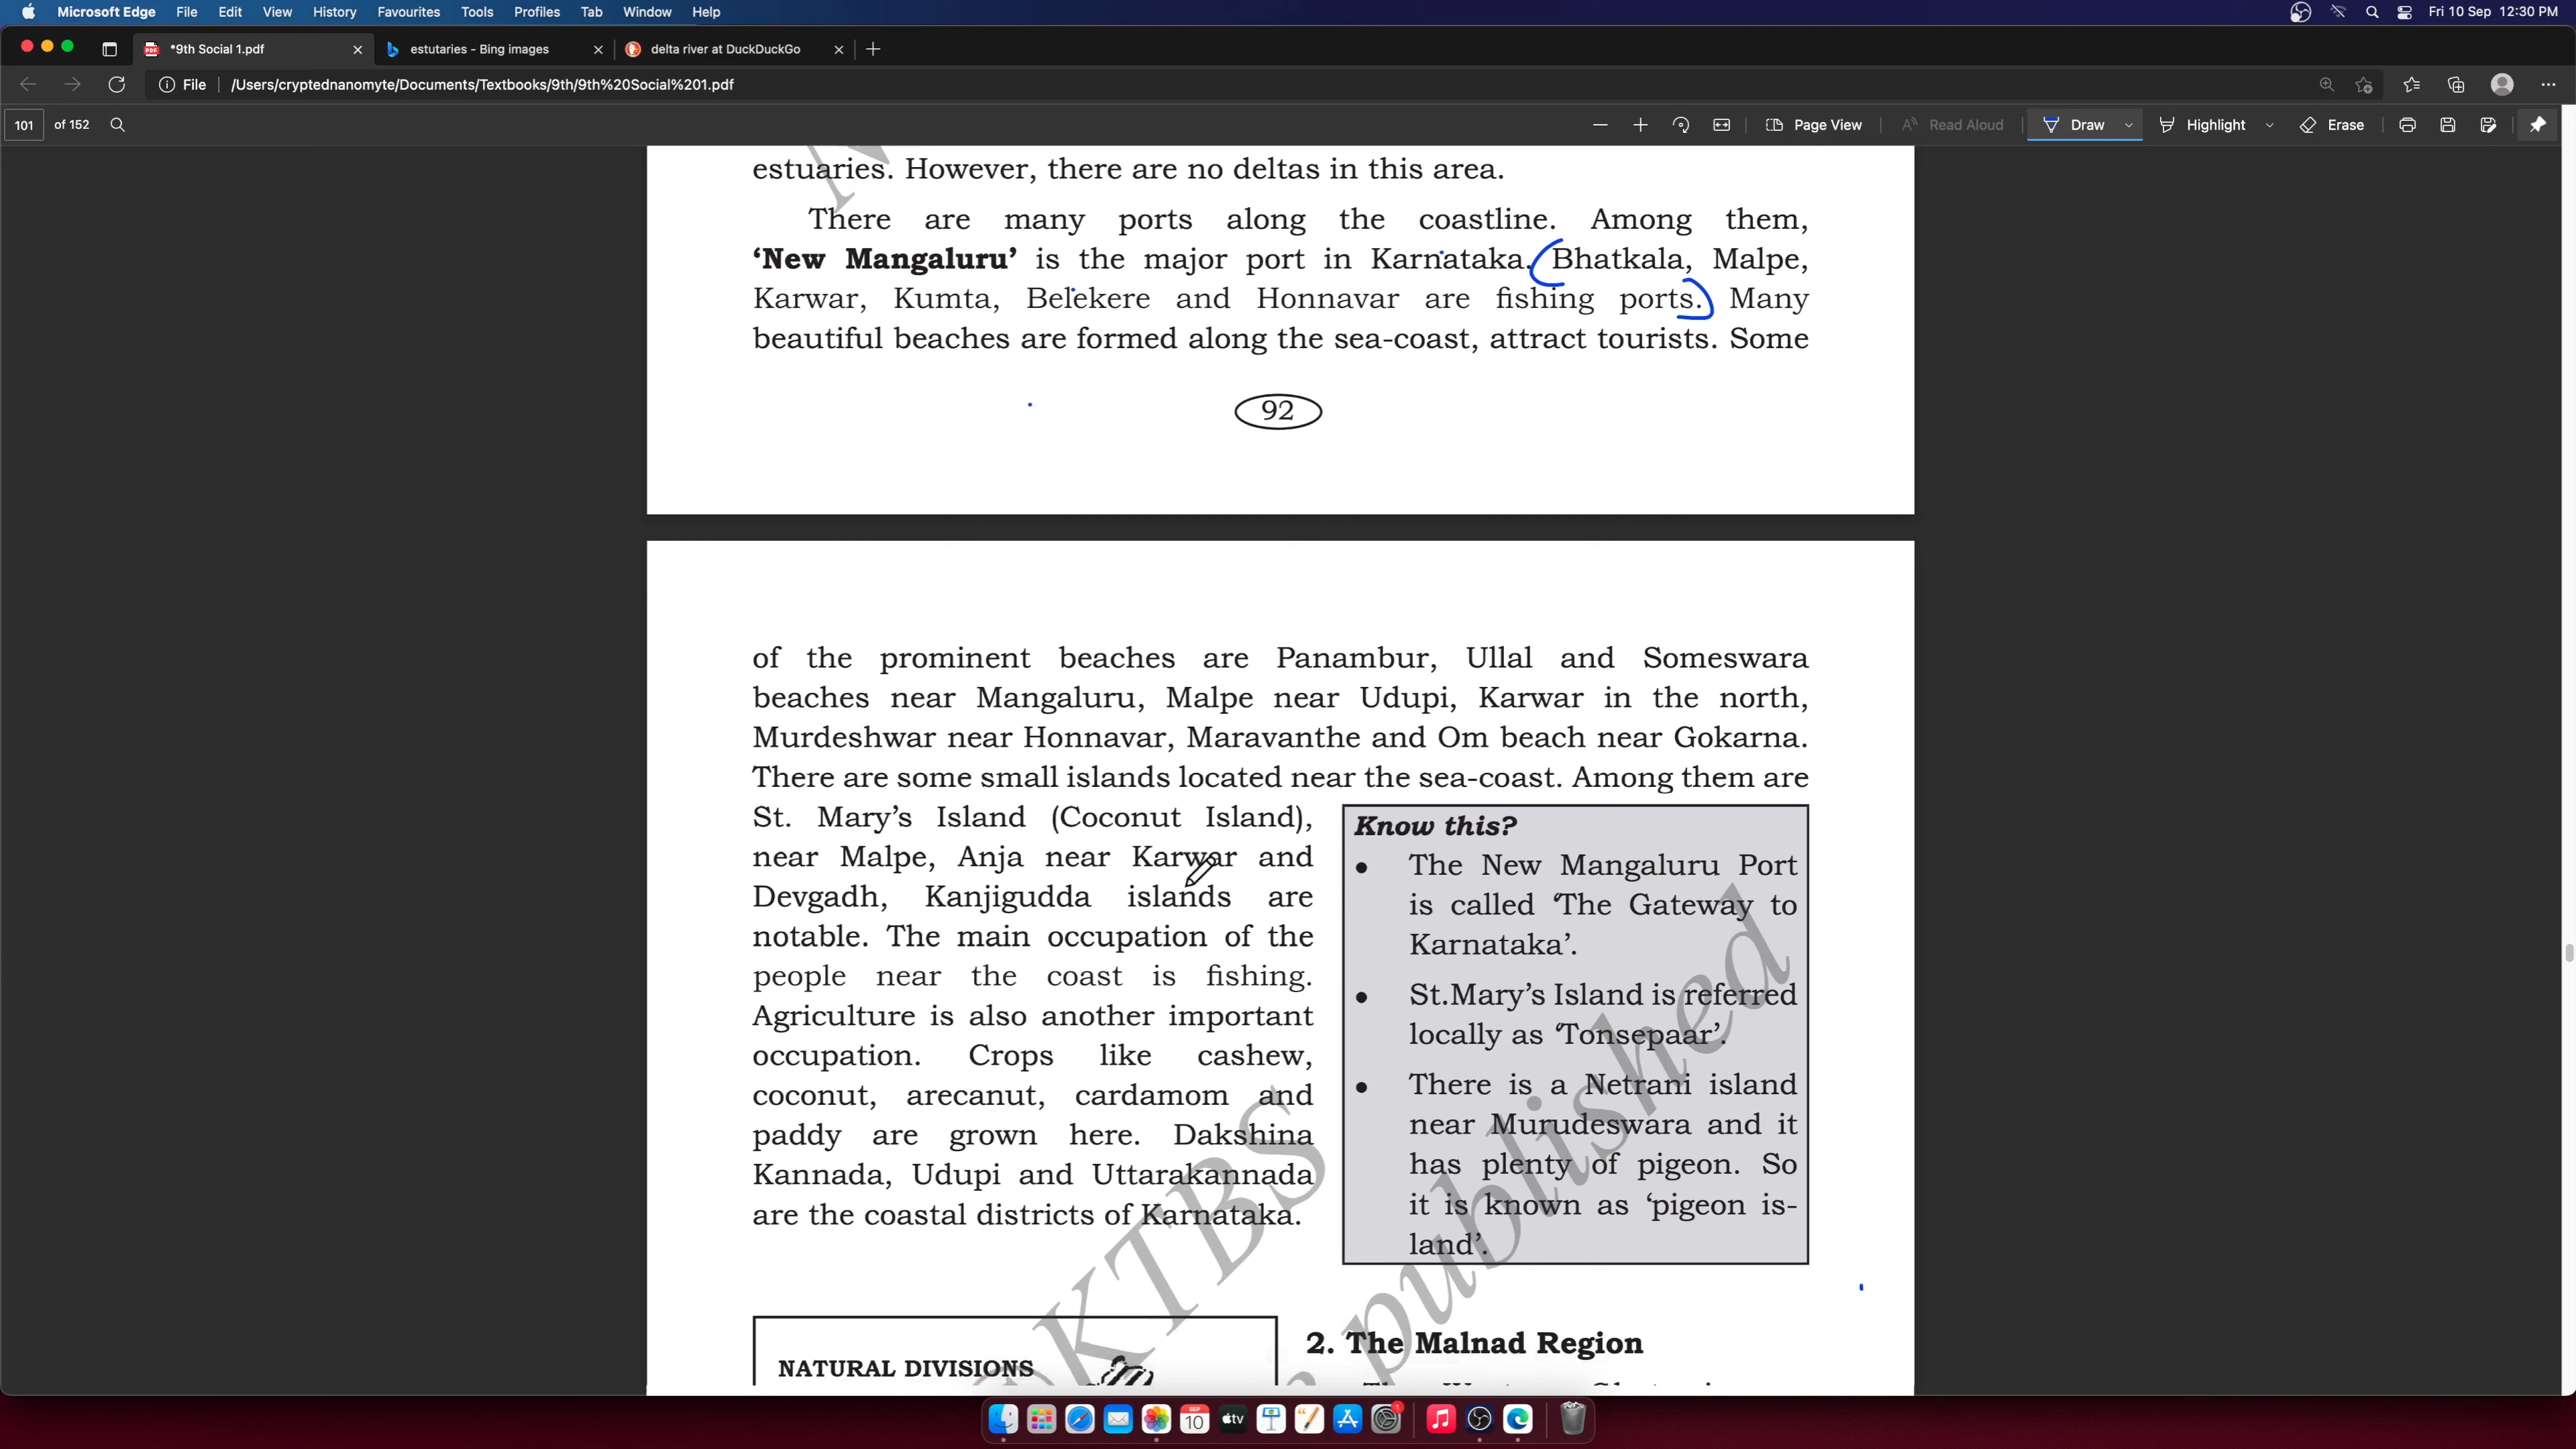 Microsoft Edge File Edit View History Favourites Tools Profiles Tab Window Help Fri 10 Sep 12:30 PM
*9th Social 1.pdf estutaries - Bing images delta river at DuckDuckGo
File /Users/cryptednanomyte/Documents/Textbooks/9th/9th%20Social%201.pdf
101 of 152 Page View Read Aloud Draw Highlight Erase
estuaries. However, there are no deltas in this area.
There are many ports along the coastline. Among them,
‘New Mangaluru’ is the major port in Karnataka. Bhatkala, Malpe,
Karwar, Kumta, Belekere and Honnavar are fishing ports. Many
beautiful beaches are formed along the sea-coast, attract tourists. Some
92
of the prominent beaches are Panambur, Ullal and Someswara
beaches near Mangaluru, Malpe near Udupi, Karwar in the north,
Murdeshwar near Honnavar, Maravanthe and Om beach near Gokarna.
There are some small islands located near the sea-coast. Among them are
St. Mary’s Island (Coconut Island),
near Malpe, Anja near Karwar and
Devgadh, Kanjigudda islands are
notable. The main occupation of the
people near the coast is fishing.
Agriculture is also another important
occupation. Crops like cashew,
coconut, arecanut, cardamom and
paddy are grown here. Dakshina
Kannada, Udupi and Uttarakannada
are the coastal districts of Karnataka.
Know this?
• The New Mangaluru Port
is called ‘The Gateway to
Karnataka’.
• St.Mary’s Island is referred
locally as ‘Tonsepaar’.
• There is a Netrani island
near Murudeswara and it
has plenty of pigeon. So
it is known as ‘pigeon is-
land’.
©KTBS
published
NATURAL DIVISIONS
2. The Malnad Region
SEP
10
tv
1